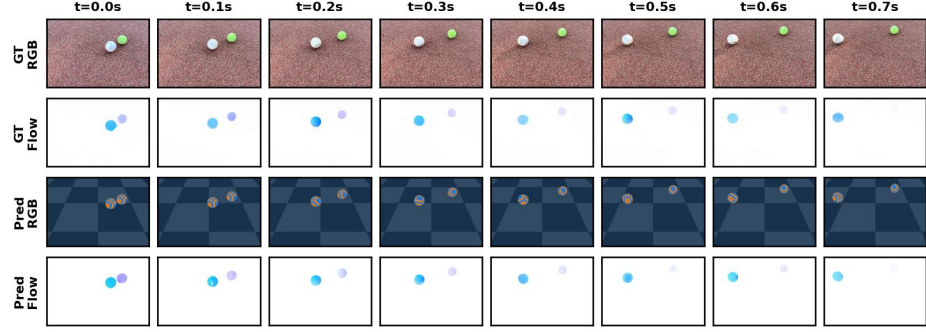 t=0.0s t=0.1s t=0.2s t=0.3s t=0.4s t=0.5s t=0.6s t=0.7s
GT
RGB
GT
Flow
Pred
RGB
Pred
Flow